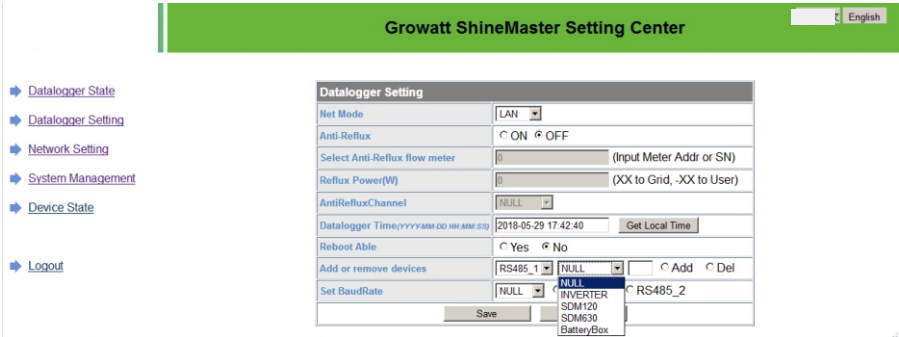 Growatt ShineMaster Setting Center
English
Datalogger State
Datalogger Setting
Network Setting
System Management
Device State
Logout
Datalogger Setting
Net Mode LAN
Anti-Reflux ON OFF
Select Anti-Reflux flow meter 0 (Input Meter Addr or SN)
Reflux Power(W) 0 (XX to Grid, -XX to User)
AntiRefluxChannel NULL
Datalogger Time(YYYY-MM-DD HH:MM:SS) 2018-05-29 17:42:40 Get Local Time
Reboot Able Yes No
Add or remove devices RS485_1 NULL Add Del
Set BaudRate NULL RS485_2
Save
NULL
INVERTER
SDM120
SDM630
BatteryBox